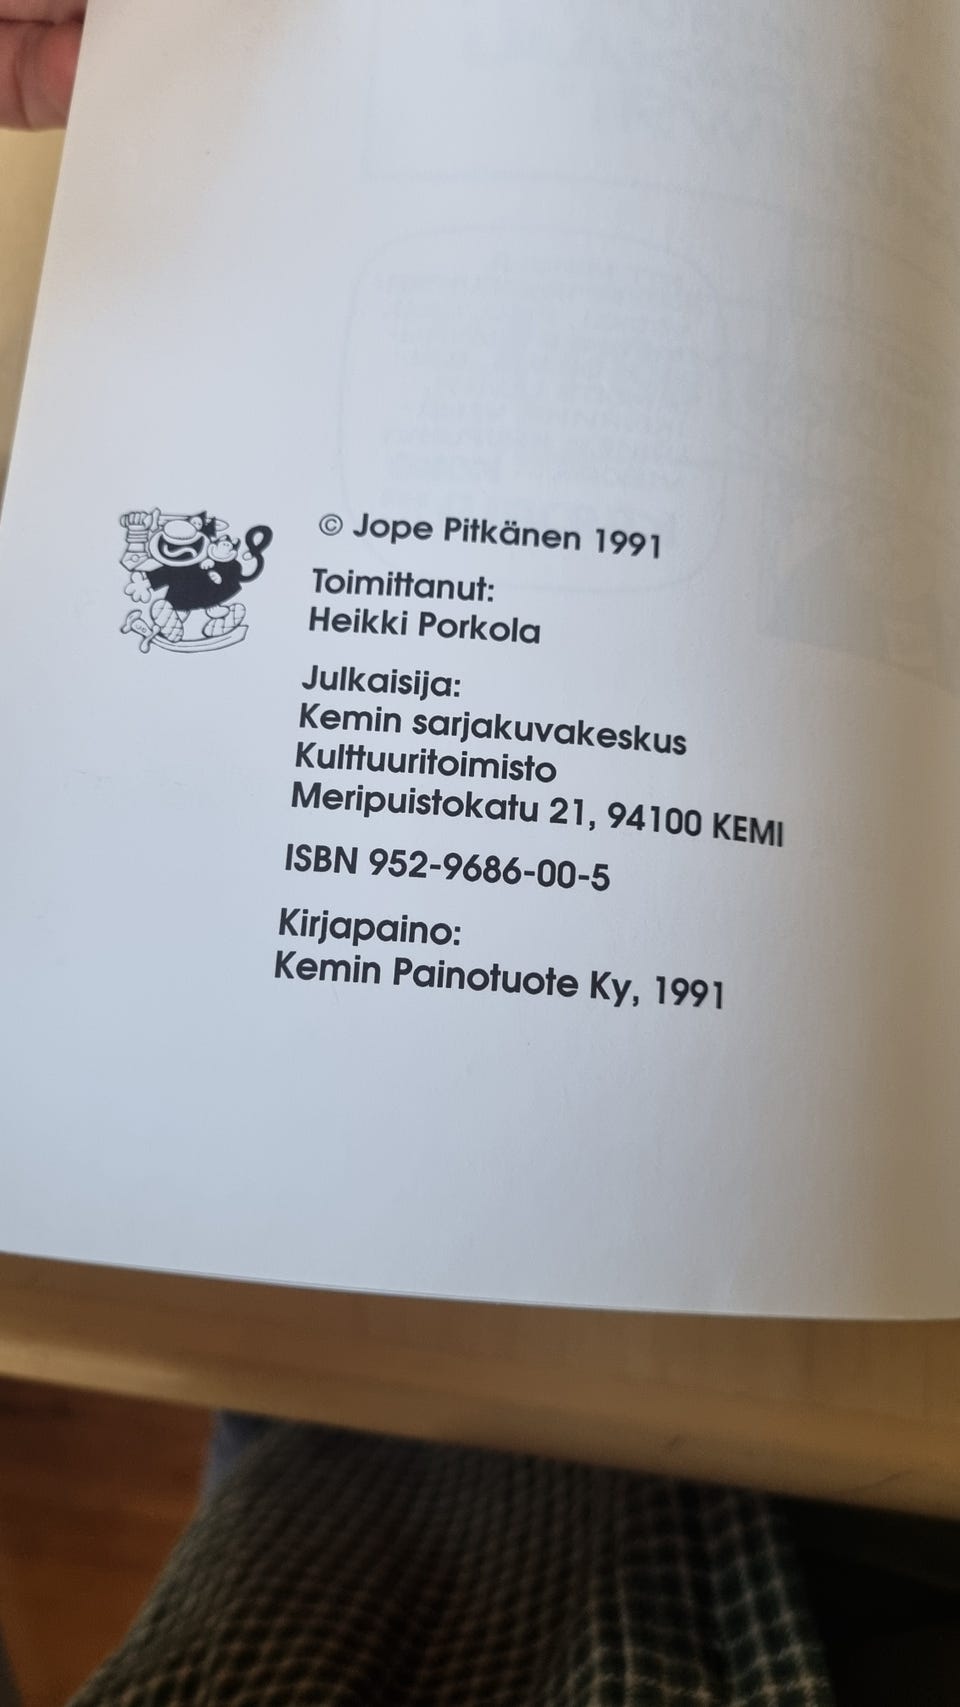 © Jope Pitkänen 1991
Toimittanut:
Heikki Porkola
Julkaisija:
Kemin sarjakuvakeskus
Kulttuuritoimisto
Meripuistokatu 21, 94100 KEMI
ISBN 952-9686-00-5
Kirjapaino:
Kemin Painotuote Ky, 1991